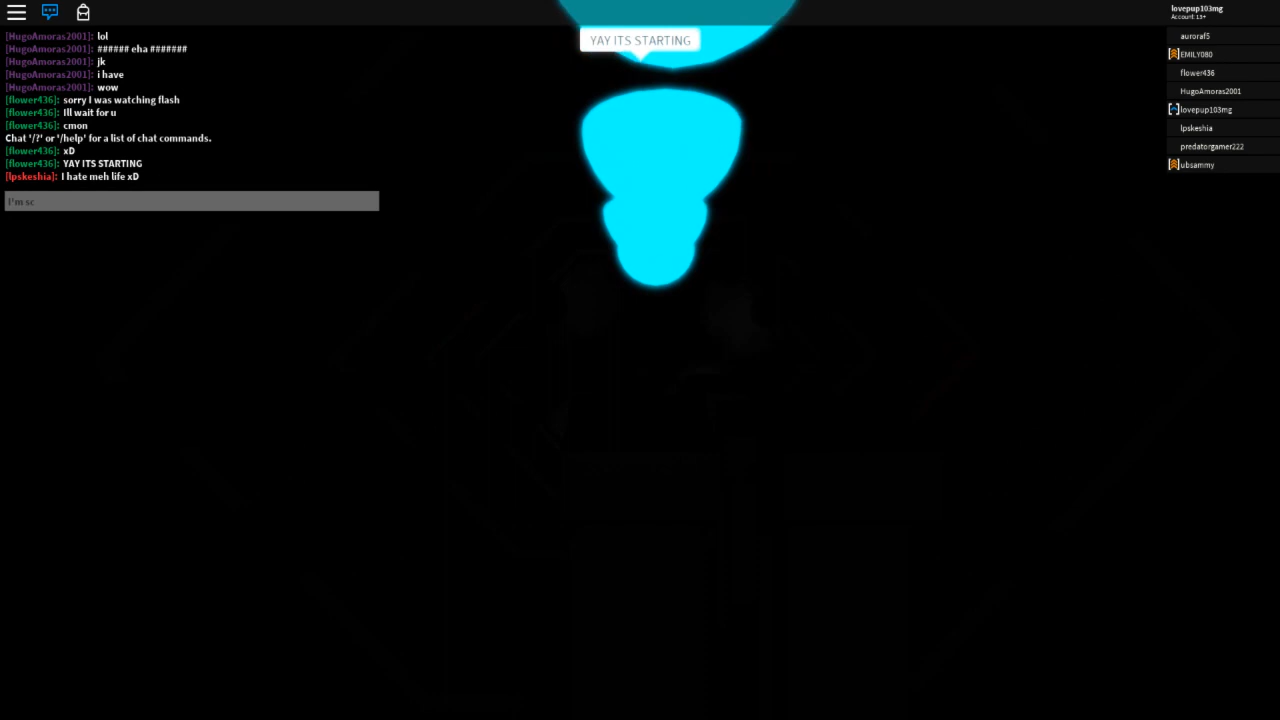 lovepup103mg
Account: 13+
[HugoAmoras2001]: lol
[HugoAmoras2001]: ###### eha #######
[HugoAmoras2001]: jk
[HugoAmoras2001]: i have
[HugoAmoras2001]: wow
[flower436]: sorry I was watching flash
[flower436]: Ill wait for u
[flower436]: cmon
Chat '/?' or '/help' for a list of chat commands.
[flower436]: xD
[flower436]: YAY ITS STARTING
[lpskeshia]: I hate meh life xD
I'm sc
YAY ITS STARTING
auroraf5
EMILY080
flower436
HugoAmoras2001
lovepup103mg
lpskeshia
predatorgamer222
ubsammy